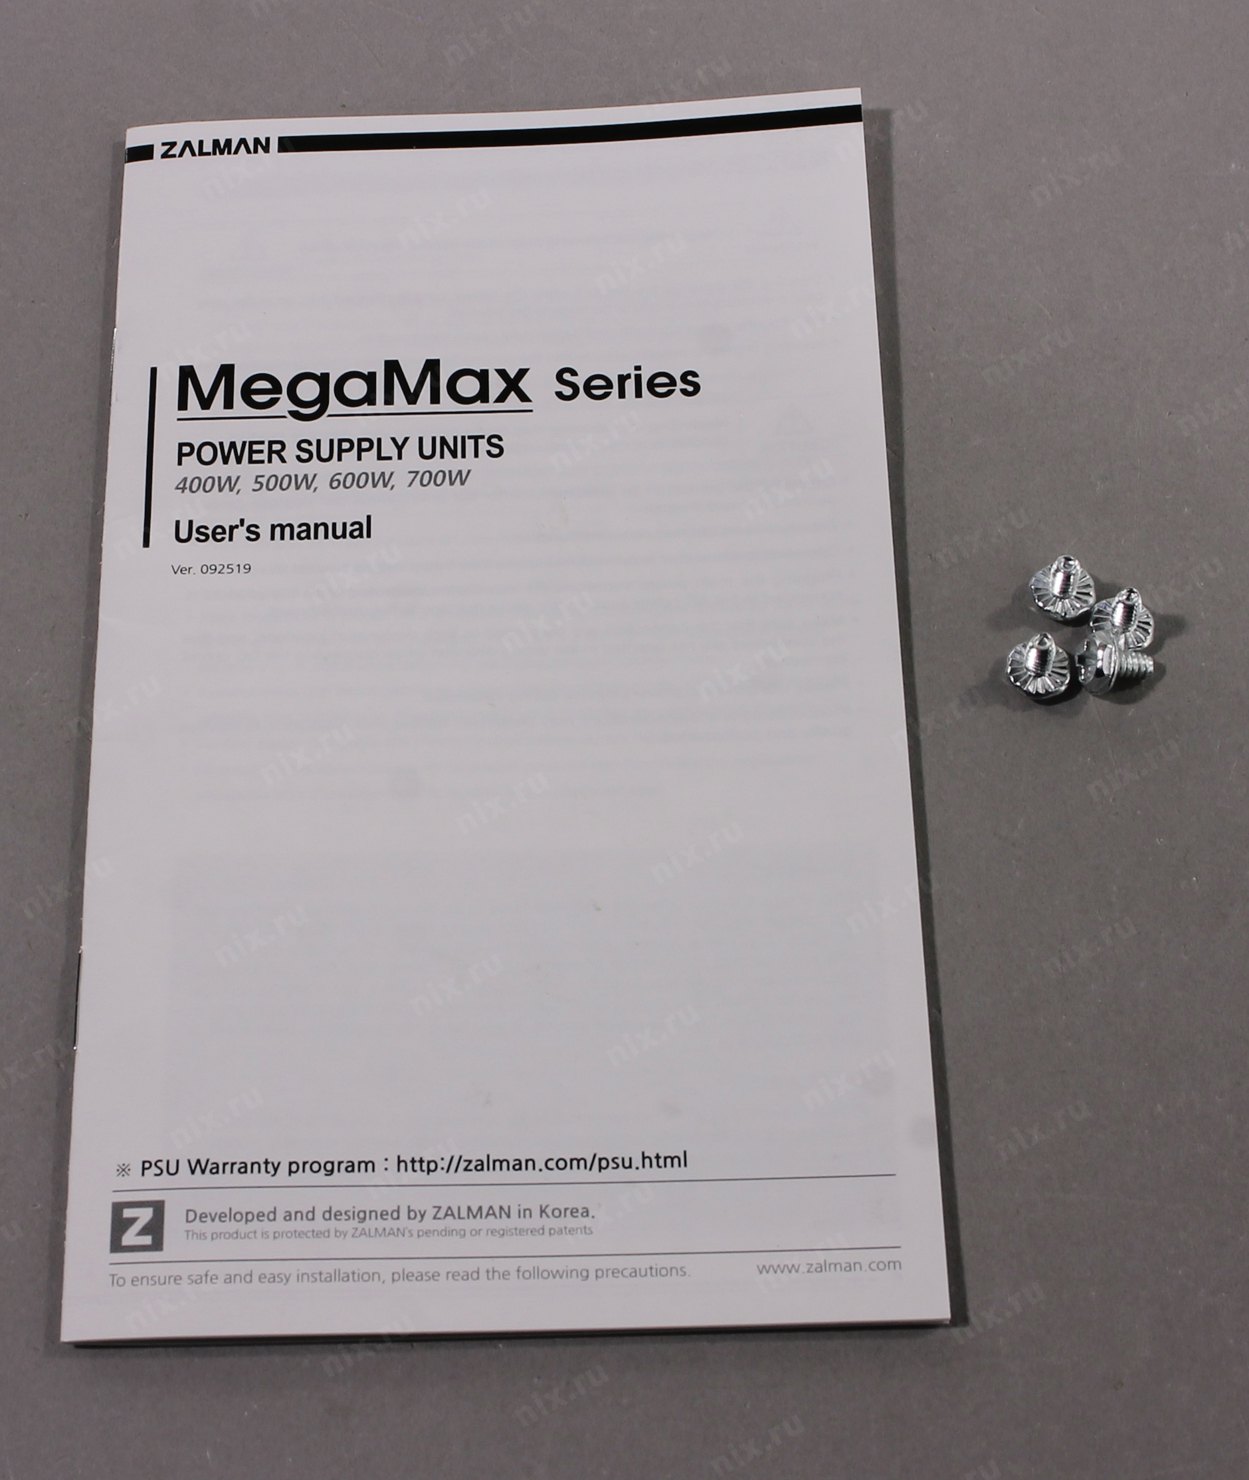 ZALMAN
MegaMax Series
POWER SUPPLY UNITS
400W, 500W, 600W, 700W
User's manual
Ver. 092519
※ PSU Warranty program : http://zalman.com/psu.html
Z
Developed and designed by ZALMAN in Korea.
This product is protected by ZALMAN's pending or registered patents
To ensure safe and easy installation, please read the following precautions.
www.zalman.com
nix.ru